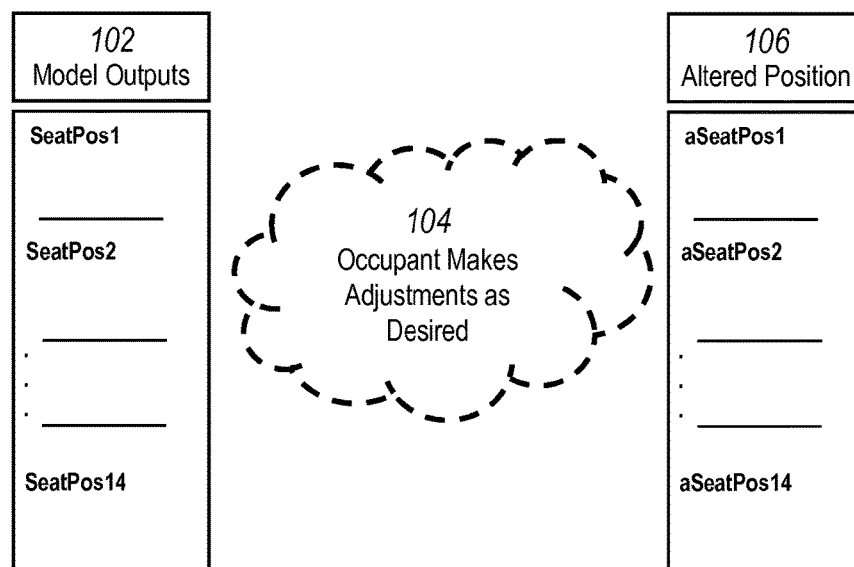 102
Model Outputs
SeatPos1
SeatPos2
.
.
.
SeatPos14
104
Occupant Makes
Adjustments as
Desired
106
Altered Position
aSeatPos1
aSeatPos2
.
.
.
aSeatPos14